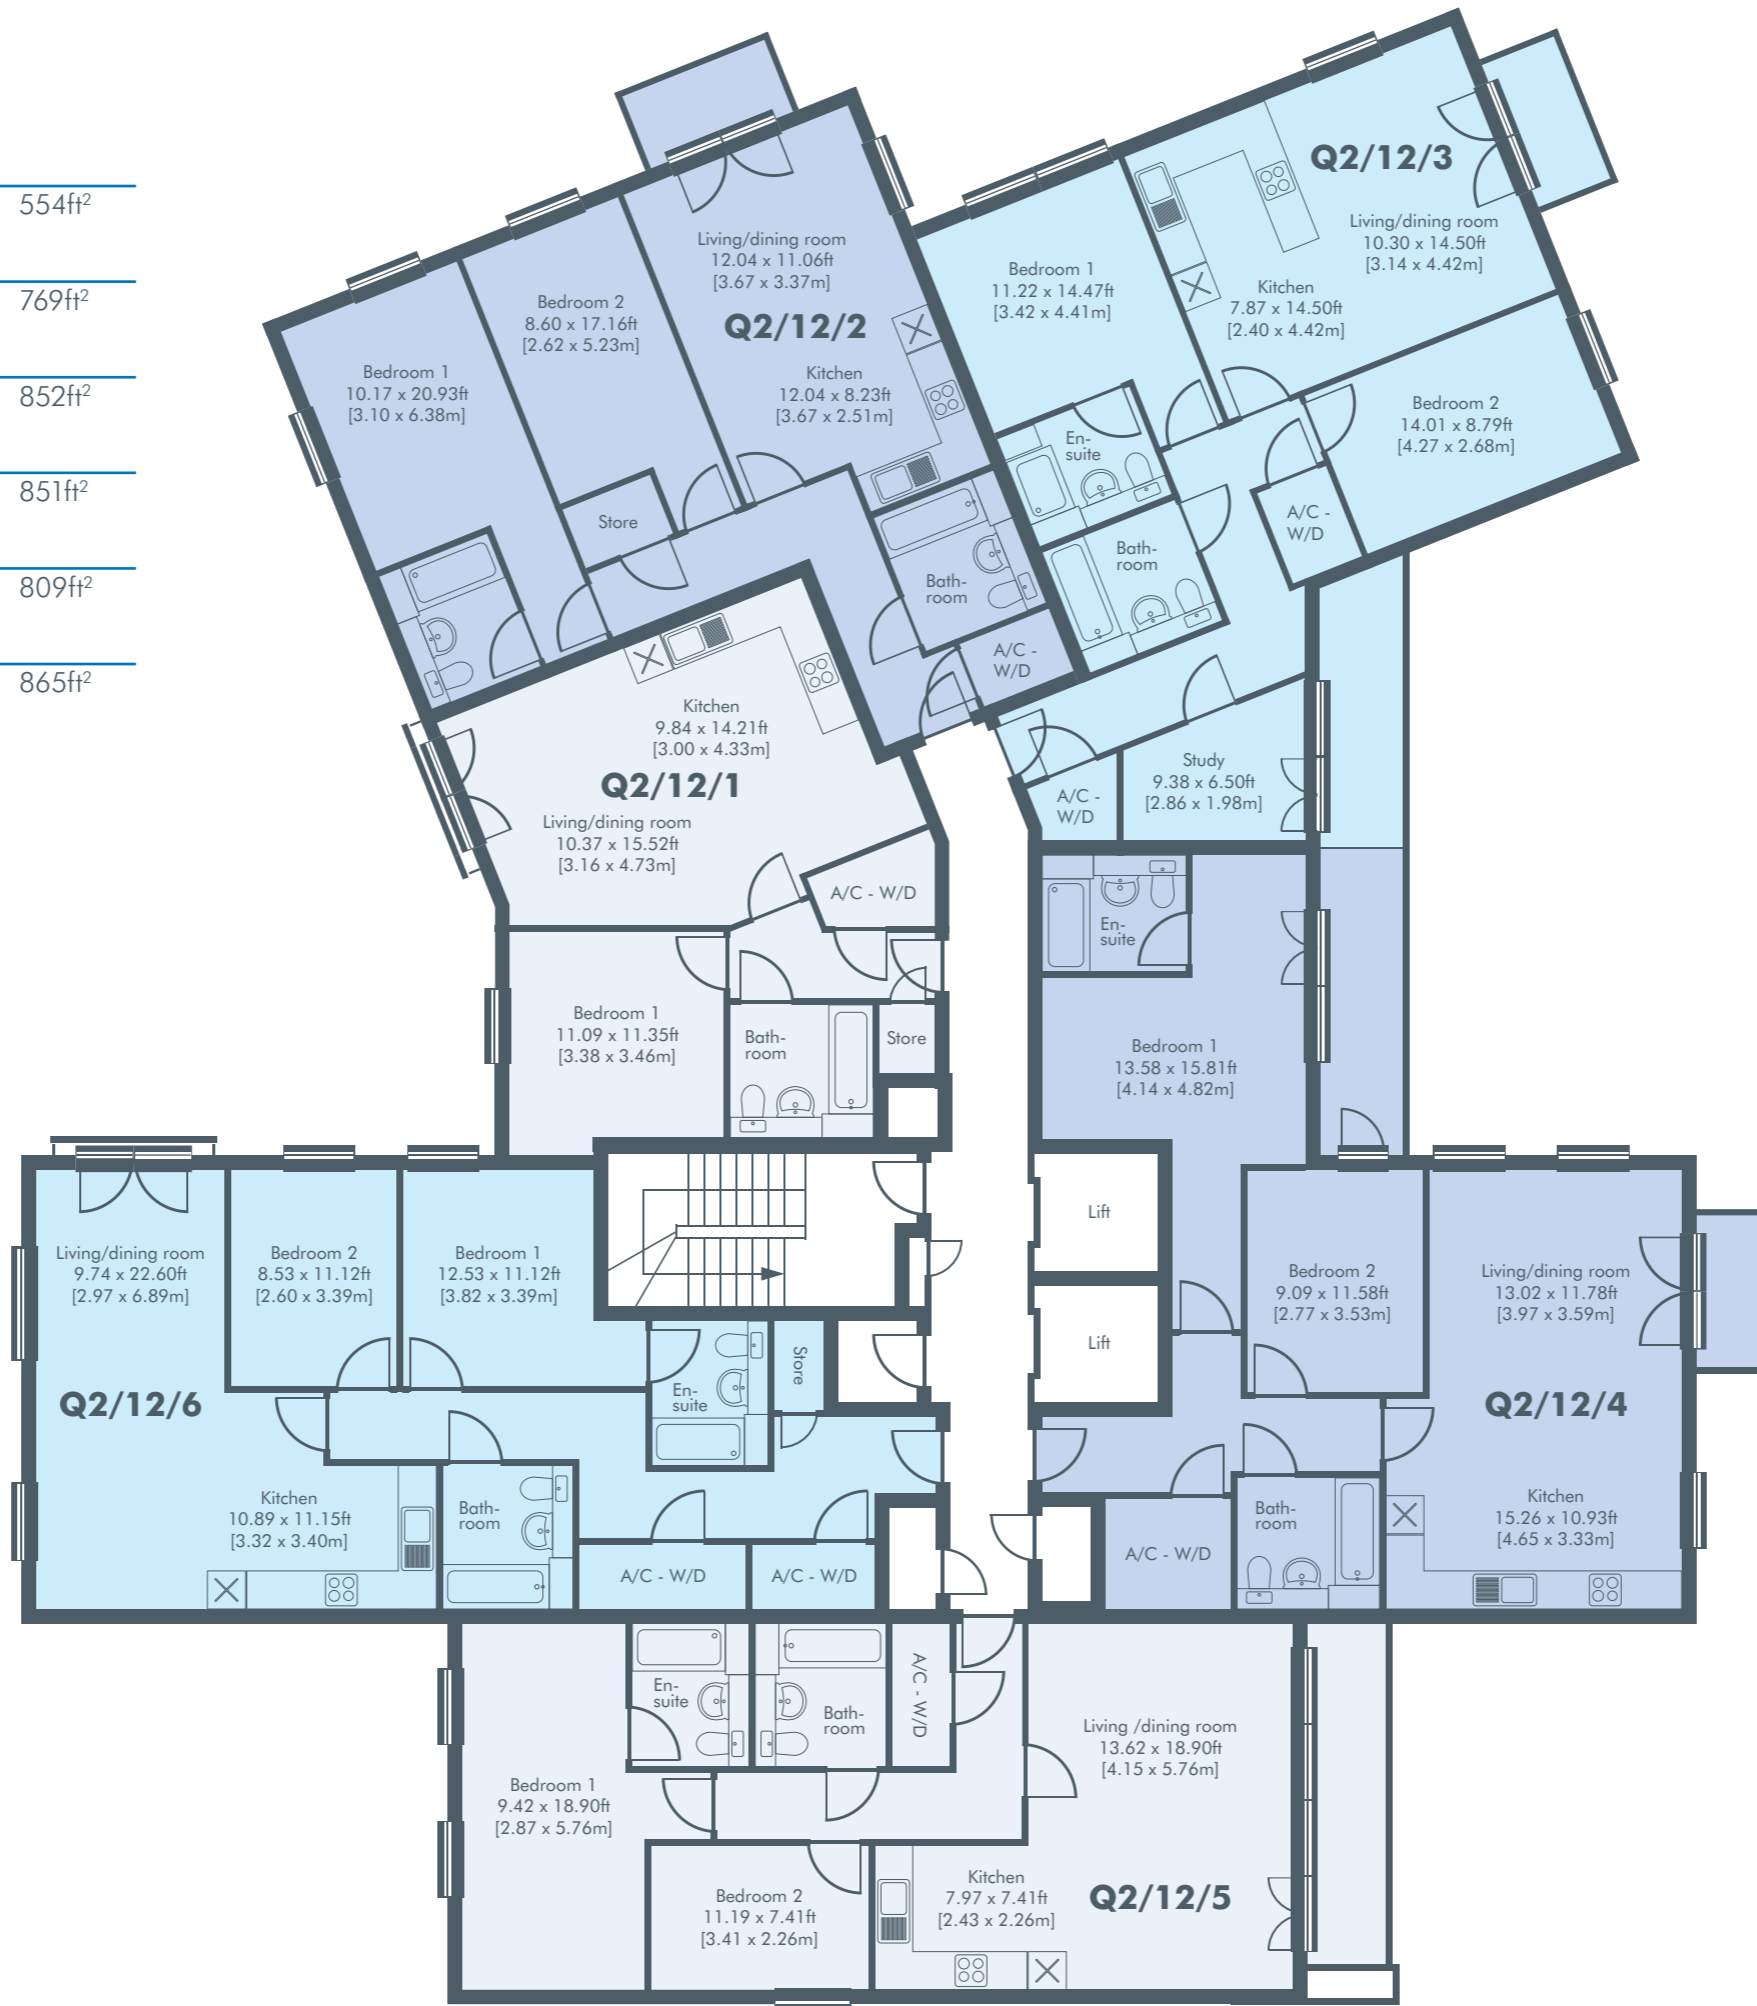 554ft²
769ft²
852ft²
851ft²
809ft²
865ft²
Q2/12/3
Living/dining room
10.30 x 14.50ft
[3.14 x 4.42m]
Kitchen
7.87 x 14.50ft
[2.40 x 4.42m]
Bedroom 1
11.22 x 14.47ft
[3.42 x 4.41m]
Bedroom 2
14.01 x 8.79ft
[4.27 x 2.68m]
En-
suite
Bath-
room
A/C -
W/D
Study
9.38 x 6.50ft
[2.86 x 1.98m]
A/C -
W/D
Living/dining room
12.04 x 11.06ft
[3.67 x 3.37m]
Q2/12/2
Kitchen
12.04 x 8.23ft
[3.67 x 2.51m]
Bedroom 2
8.60 x 17.16ft
[2.62 x 5.23m]
Bedroom 1
10.17 x 20.93ft
[3.10 x 6.38m]
Store
Bath-
room
A/C -
W/D
Kitchen
9.84 x 14.21ft
[3.00 x 4.33m]
Q2/12/1
Living/dining room
10.37 x 15.52ft
[3.16 x 4.73m]
A/C - W/D
Bedroom 1
11.09 x 11.35ft
[3.38 x 3.46m]
Bath-
room
Store
En-
suite
Bedroom 1
13.58 x 15.81ft
[4.14 x 4.82m]
Lift
Lift
Bedroom 2
9.09 x 11.58ft
[2.77 x 3.53m]
Living/dining room
13.02 x 11.78ft
[3.97 x 3.59m]
Q2/12/4
Kitchen
15.26 x 10.93ft
[4.65 x 3.33m]
Bath-
room
A/C - W/D
Living/dining room
9.74 x 22.60ft
[2.97 x 6.89m]
Bedroom 2
8.53 x 11.12ft
[2.60 x 3.39m]
Bedroom 1
12.53 x 11.12ft
[3.82 x 3.39m]
Q2/12/6
En-
suite
Store
Kitchen
10.89 x 11.15ft
[3.32 x 3.40m]
Bath-
room
A/C - W/D
A/C - W/D
En-
suite
Bath-
room
A/C - W/D
Living /dining room
13.62 x 18.90ft
[4.15 x 5.76m]
Bedroom 1
9.42 x 18.90ft
[2.87 x 5.76m]
Bedroom 2
11.19 x 7.41ft
[3.41 x 2.26m]
Kitchen
7.97 x 7.41ft
[2.43 x 2.26m]
Q2/12/5